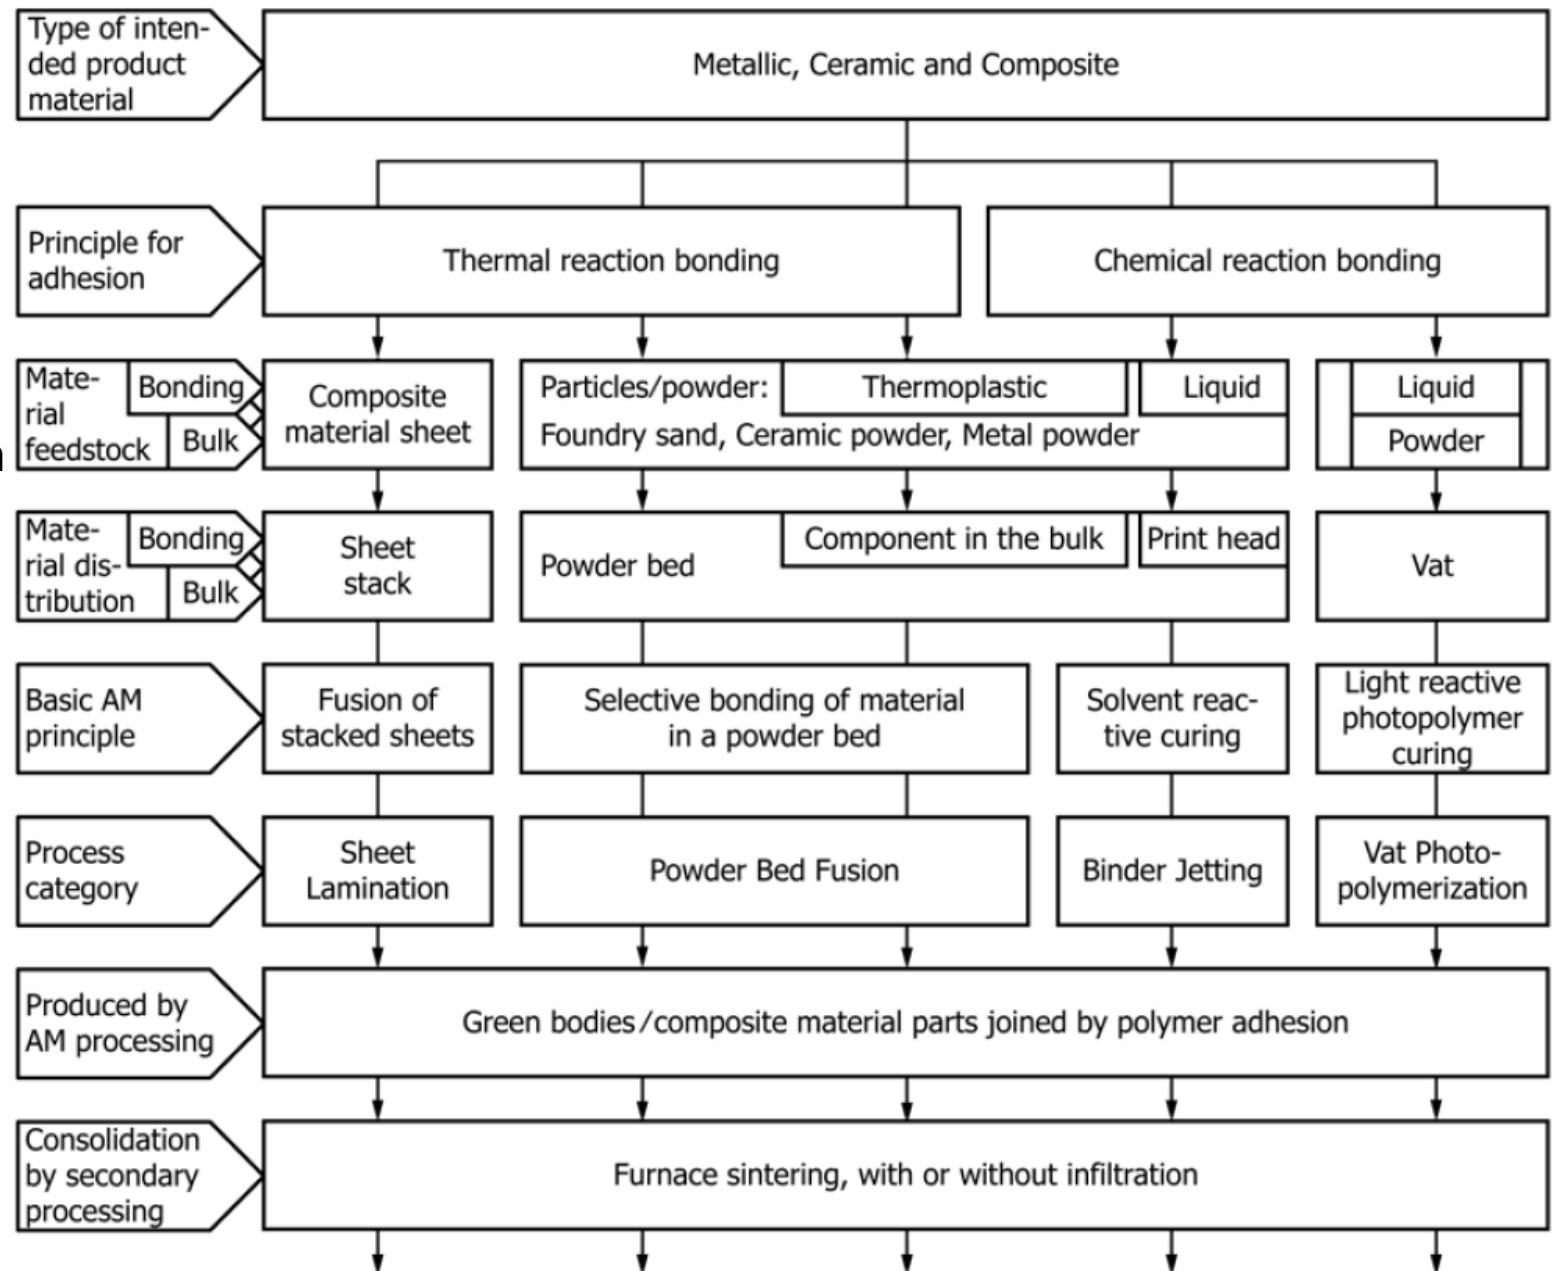 Type of inten-
ded product
material
Metallic, Ceramic and Composite
Principle for
adhesion
Thermal reaction bonding
Chemical reaction bonding
Mate-
rial
feedstock
Bonding
Bulk
Composite
material sheet
Particles/powder:
Thermoplastic
Liquid
Foundry sand, Ceramic powder, Metal powder
Liquid
Powder
Mate-
rial dis-
tribution
Bonding
Bulk
Sheet
stack
Powder bed
Component in the bulk
Print head
Vat
Basic AM
principle
Fusion of
stacked sheets
Selective bonding of material
in a powder bed
Solvent reac-
tive curing
Light reactive
photopolymer
curing
Process
category
Sheet
Lamination
Powder Bed Fusion
Binder Jetting
Vat Photo-
polymerization
Produced by
AM processing
Green bodies/composite material parts joined by polymer adhesion
Consolidation
by secondary
processing
Furnace sintering, with or without infiltration